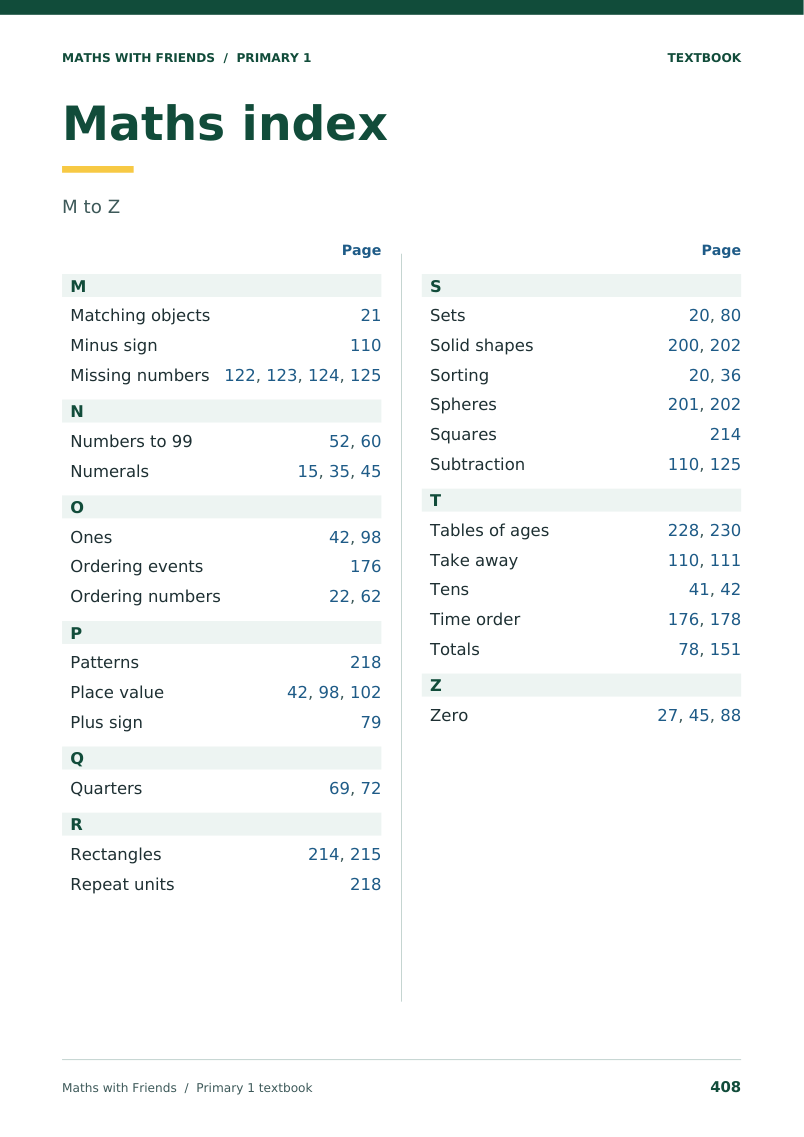 MATHS WITH FRIENDS / PRIMARY 1 TEXTBOOK
Maths index
M to Z
Page
M
Matching objects 21
Minus sign 110
Missing numbers 122, 123, 124, 125
N
Numbers to 99 52, 60
Numerals 15, 35, 45
O
Ones 42, 98
Ordering events 176
Ordering numbers 22, 62
P
Patterns 218
Place value 42, 98, 102
Plus sign 79
Q
Quarters 69, 72
R
Rectangles 214, 215
Repeat units 218
Page
S
Sets 20, 80
Solid shapes 200, 202
Sorting 20, 36
Spheres 201, 202
Squares 214
Subtraction 110, 125
T
Tables of ages 228, 230
Take away 110, 111
Tens 41, 42
Time order 176, 178
Totals 78, 151
Z
Zero 27, 45, 88
Maths with Friends / Primary 1 textbook 408